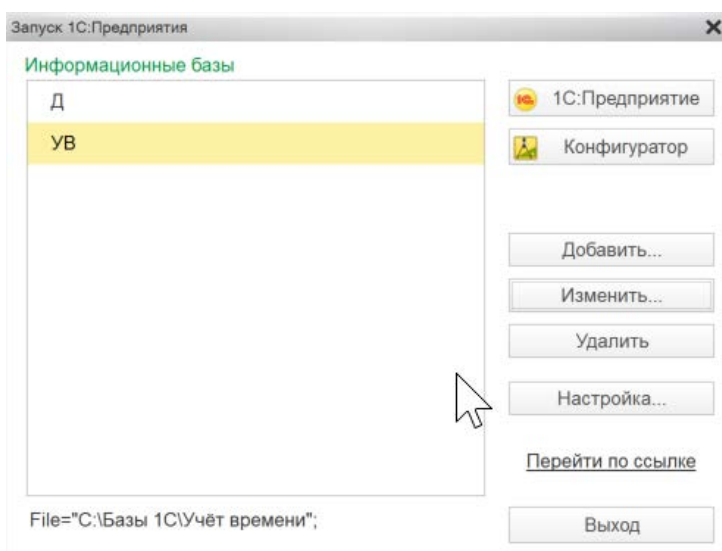 Запуск 1С:Предприятия
Информационные базы
Д
УВ
1С:Предприятие
Конфигуратор
Добавить...
Изменить...
Удалить
Настройка...
Перейти по ссылке
Выход
File="C:\Базы 1С\Учёт времени";